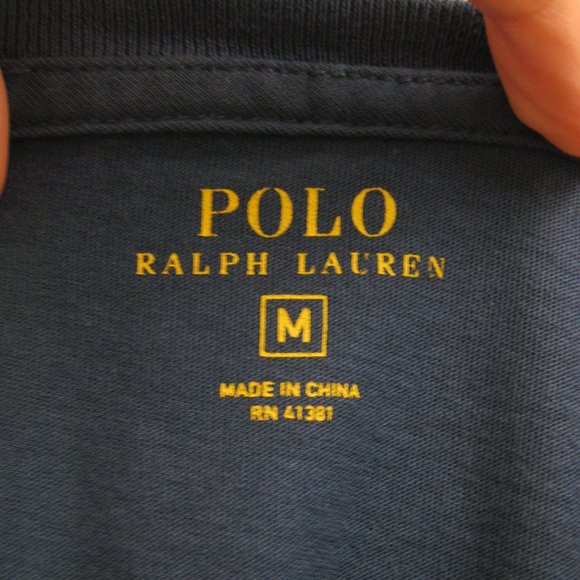 POLO
RALPH LAUREN
M
MADE IN CHINA
RN 41381